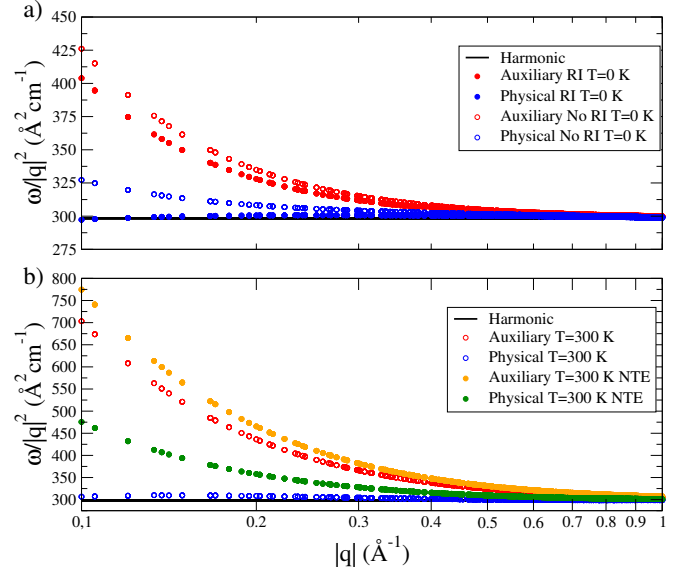 a)
450
425
400
375
350
325
300
275
ω/|q|² (Å² cm⁻¹)
Harmonic
Auxiliary RI T=0 K
Physical RI T=0 K
Auxiliary No RI T=0 K
Physical No RI T=0 K
b)
800
750
700
650
600
550
500
450
400
350
300
ω/|q|² (Å² cm⁻¹)
Harmonic
Auxiliary T=300 K
Physical T=300 K
Auxiliary T=300 K NTE
Physical T=300 K NTE
0,1 0.2 0.3 0.4 0.5 0.6 0.7 0.8 0.9 1
|q| (Å⁻¹)